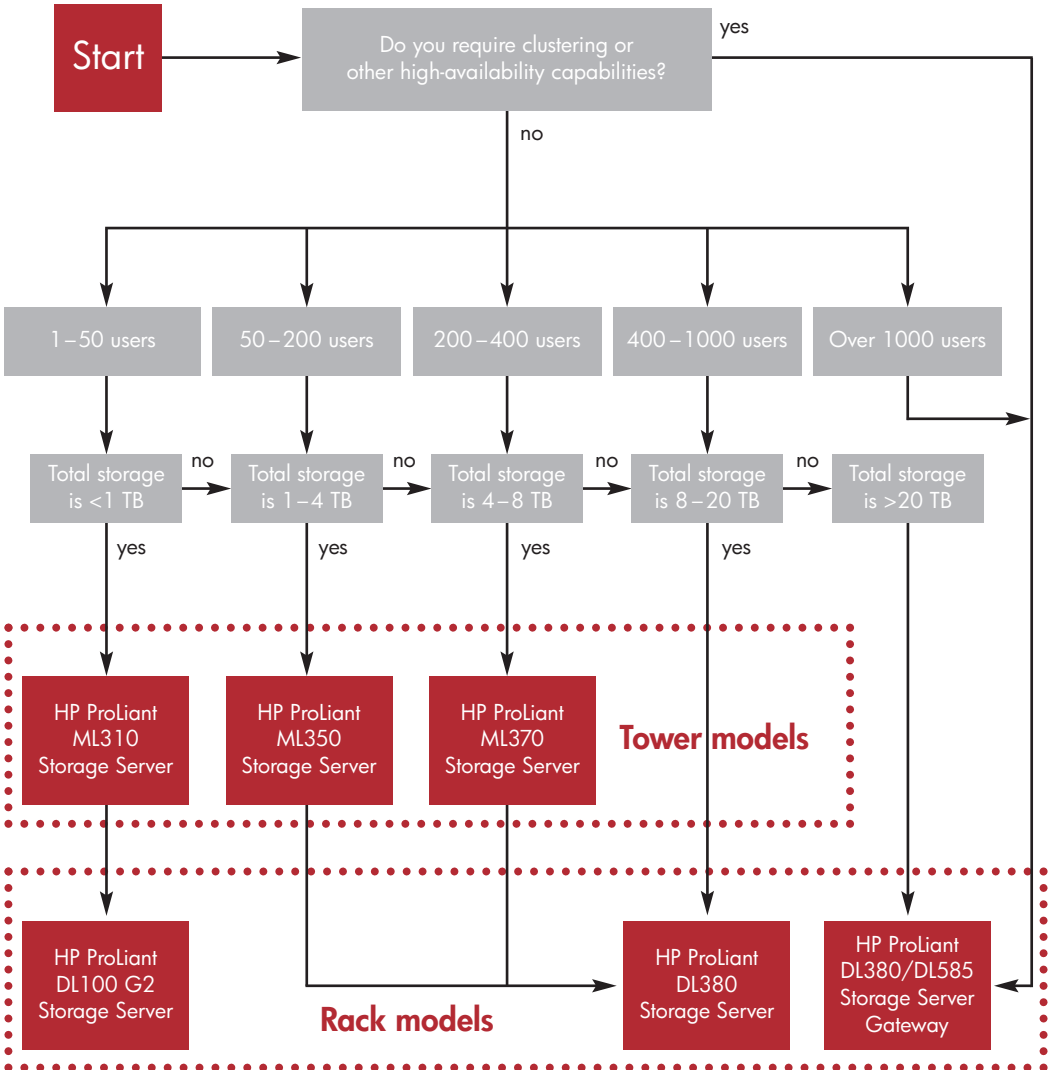 Start
Do you require clustering or
other high-availability capabilities?
yes
no
1–50 users
50–200 users
200–400 users
400–1000 users
Over 1000 users
Total storage
is <1 TB
no
Total storage
is 1–4 TB
no
Total storage
is 4–8 TB
no
Total storage
is 8–20 TB
no
Total storage
is >20 TB
yes
yes
yes
yes
HP ProLiant
ML310
Storage Server
HP ProLiant
ML350
Storage Server
HP ProLiant
ML370
Storage Server
Tower models
HP ProLiant
DL100 G2
Storage Server
Rack models
HP ProLiant
DL380
Storage Server
HP ProLiant
DL380/DL585
Storage Server
Gateway